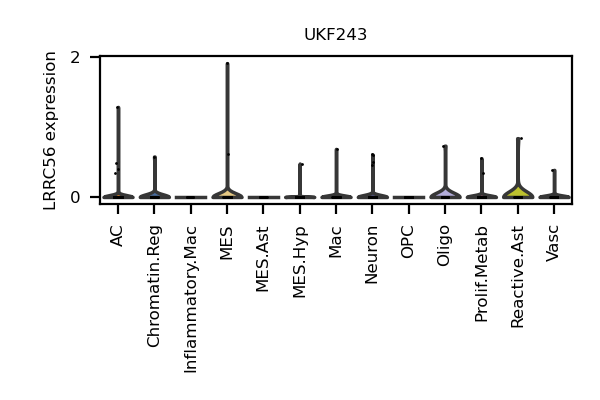 UKF243
LRRC56 expression
2
0
AC
Chromatin.Reg
Inflammatory.Mac
MES
MES.Ast
MES.Hyp
Mac
Neuron
OPC
Oligo
Prolif.Metab
Reactive.Ast
Vasc